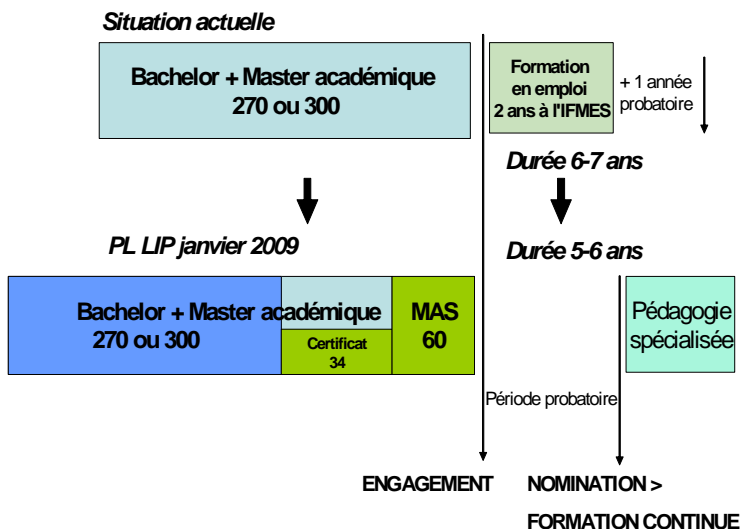 Situation actuelle
Bachelor + Master académique
270 ou 300
Formation
en emploi
2 ans à l'IFMES
+ 1 année
probatoire
Durée 6-7 ans
PL LIP janvier 2009
Durée 5-6 ans
Bachelor + Master académique
270 ou 300
Certificat
34
MAS
60
Pédagogie
spécialisée
Période probatoire
ENGAGEMENT
NOMINATION >
FORMATION CONTINUE